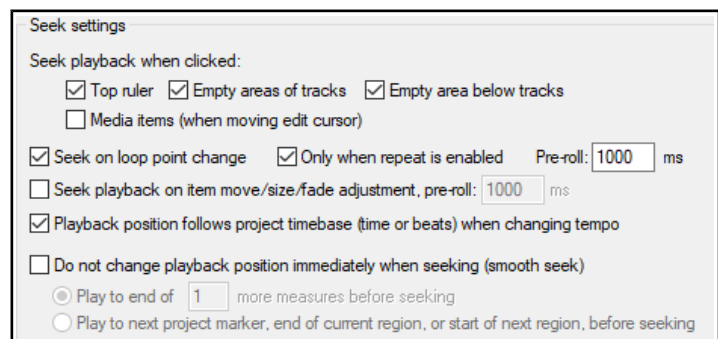 Seek settings
Seek playback when clicked:
Top ruler Empty areas of tracks Empty area below tracks
Media items (when moving edit cursor)
Seek on loop point change Only when repeat is enabled Pre-roll: 1000 ms
Seek playback on item move/size/fade adjustment, pre-roll: 1000 ms
Playback position follows project timebase (time or beats) when changing tempo
Do not change playback position immediately when seeking (smooth seek)
Play to end of 1 more measures before seeking
Play to next project marker, end of current region, or start of next region, before seeking